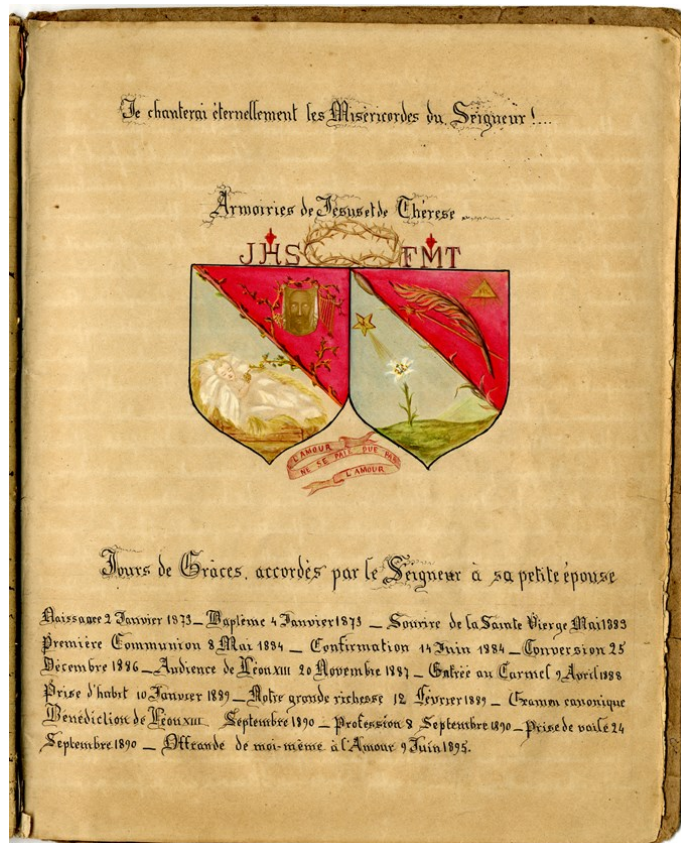 Je chanterai éternellement les Miséricordes du Seigneur !....
Armoiries de Jésus et de Thérèse
JHS FMT
L'AMOUR NE SE PAIE QUE PAR
L'AMOUR
Jours de Grâces, accordés par le Seigneur à sa petite épouse
Naissance 2 Janvier 1873 — Baptême 4 Janvier 1873 — Sourire de la Sainte Vierge Mai 1883
Première Communion 8 Mai 1884 — Confirmation 14 Juin 1884 — Conversion 25
Décembre 1886 — Audience de Léon XIII 20 Novembre 1887 — Entrée au Carmel 9 Avril 1888
Prise d'habit 10 Janvier 1889 — Notre grande richesse 12 Février 1889 — Examen canonique
Bénédiction de Léon XIII Septembre 1890 — Profession 8 Septembre 1890 — Prise de voile 24
Septembre 1890 — Offrande de moi-même à l'Amour 9 Juin 1895.